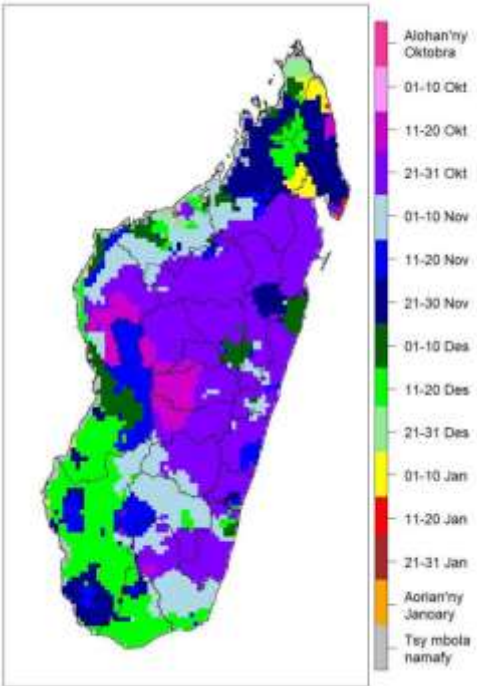 Alohan'ny
Oktobra
01-10 Okt
11-20 Okt
21-31 Okt
01-10 Nov
11-20 Nov
21-30 Nov
01-10 Des
11-20 Des
21-31 Des
01-10 Jan
11-20 Jan
21-31 Jan
Aorian'ny
Janoary
Tsy mbola
namafy